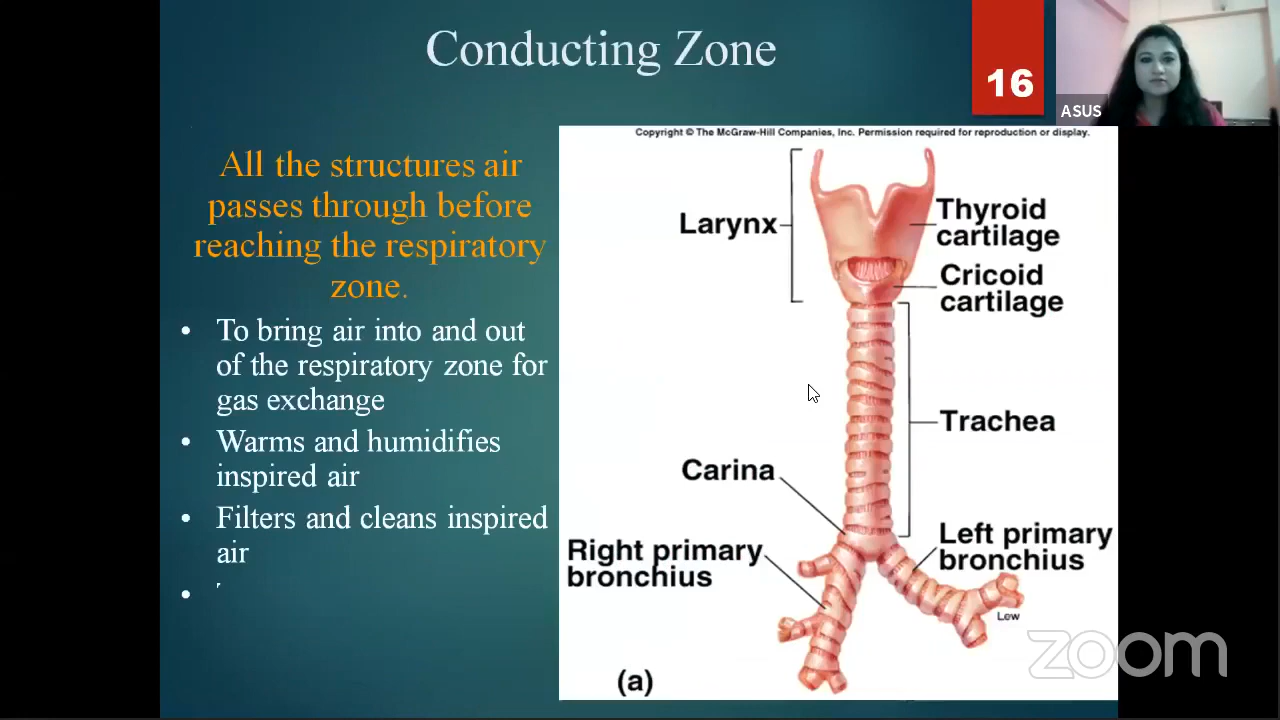 Conducting Zone
16
ASUS
Copyright © The McGraw-Hill Companies, Inc. Permission required for reproduction or display.
All the structures air
passes through before
reaching the respiratory
zone.
• To bring air into and out
of the respiratory zone for
gas exchange
• Warms and humidifies
inspired air
• Filters and cleans inspired
air
•
Larynx
Thyroid
cartilage
Cricoid
cartilage
Trachea
Carina
Right primary
bronchius
Left primary
bronchius
Lew
(a)
zoom